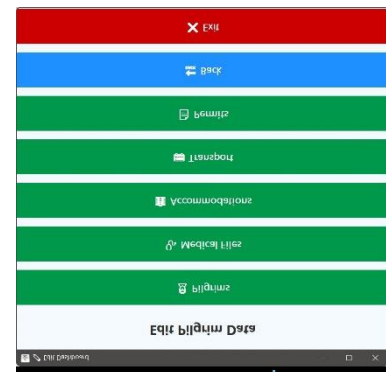 Edit Dashboard
Edit Pilgrim Data
Pilgrims
Medical Files
Accommodations
Transport
Permits
Back
Exit